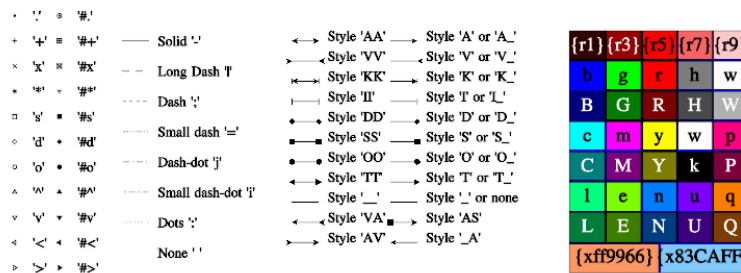 '.' '#.'
'+' '#+'
'x' '#x'
'*' '#*'
's' '#s'
'd' '#d'
'o' '#o'
'^' '#^'
'v' '#v'
'<' '#<'
'>' '#>'
Solid '-'
Long Dash '|'
Dash ';'
Small dash '='
Dash-dot 'j'
Small dash-dot 'i'
Dots ':'
None ' '
Style 'AA' Style 'A' or 'A_'
Style 'VV' Style 'V' or 'V_'
Style 'KK' Style 'K' or 'K_'
Style 'II' Style 'I' or 'I_'
Style 'DD' Style 'D' or 'D_'
Style 'SS' Style 'S' or 'S_'
Style 'OO' Style 'O' or 'O_'
Style 'TT' Style 'T' or 'T_'
Style '__' Style '_' or none
Style 'VA' Style 'AS'
Style 'AV' Style '_A'
{r1} {r3} {r5} {r7} {r9
b g r h w
B G R H W
c m y w p
C M Y k P
l e n u q
L E N U Q
{xff9966} {x83CAFF